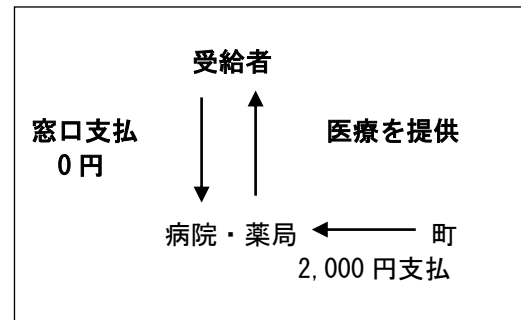 受給者
窓口支払
0円
医療を提供
病院・薬局
町
2,000円支払